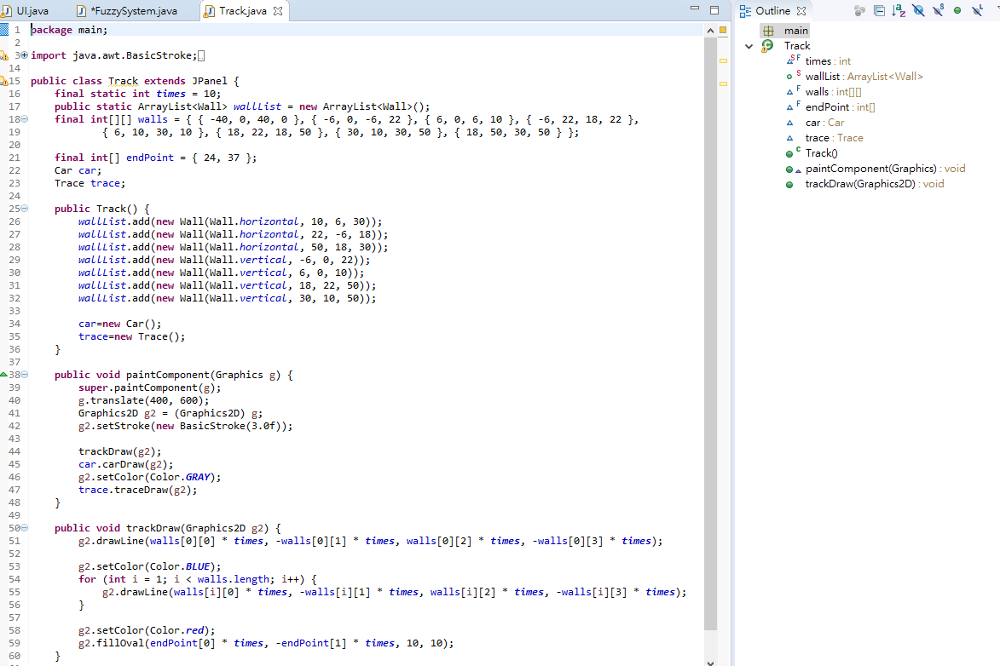 UI.java *FuzzySystem.java Track.java
1 package main;
2
3 import java.awt.BasicStroke;
14
15 public class Track extends JPanel {
16 final static int times = 10;
17 public static ArrayList<Wall> wallList = new ArrayList<Wall>();
18 final int[][] walls = { { -40, 0, 40, 0 }, { -6, 0, -6, 22 }, { 6, 0, 6, 10 }, { -6, 22, 18, 22 },
19 { 6, 10, 30, 10 }, { 18, 22, 18, 50 }, { 30, 10, 30, 50 }, { 18, 50, 30, 50 } };
20
21 final int[] endPoint = { 24, 37 };
22 Car car;
23 Trace trace;
24
25 public Track() {
26 wallList.add(new Wall(Wall.horizontal, 10, 6, 30));
27 wallList.add(new Wall(Wall.horizontal, 22, -6, 18));
28 wallList.add(new Wall(Wall.horizontal, 50, 18, 30));
29 wallList.add(new Wall(Wall.vertical, -6, 0, 22));
30 wallList.add(new Wall(Wall.vertical, 6, 0, 10));
31 wallList.add(new Wall(Wall.vertical, 18, 22, 50));
32 wallList.add(new Wall(Wall.vertical, 30, 10, 50));
33
34 car=new Car();
35 trace=new Trace();
36 }
37
38 public void paintComponent(Graphics g) {
39 super.paintComponent(g);
40 g.translate(400, 600);
41 Graphics2D g2 = (Graphics2D) g;
42 g2.setStroke(new BasicStroke(3.0f));
43
44 trackDraw(g2);
45 car.carDraw(g2);
46 g2.setColor(Color.GRAY);
47 trace.traceDraw(g2);
48 }
49
50 public void trackDraw(Graphics2D g2) {
51 g2.drawLine(walls[0][0] * times, -walls[0][1] * times, walls[0][2] * times, -walls[0][3] * times);
52
53 g2.setColor(Color.BLUE);
54 for (int i = 1; i < walls.length; i++) {
55 g2.drawLine(walls[i][0] * times, -walls[i][1] * times, walls[i][2] * times, -walls[i][3] * times);
56 }
57
58 g2.setColor(Color.red);
59 g2.fillOval(endPoint[0] * times, -endPoint[1] * times, 10, 10);
60 }
Outline
main
Track
times : int
wallList : ArrayList<Wall>
walls : int[][]
endPoint : int[]
car : Car
trace : Trace
Track()
paintComponent(Graphics) : void
trackDraw(Graphics2D) : void